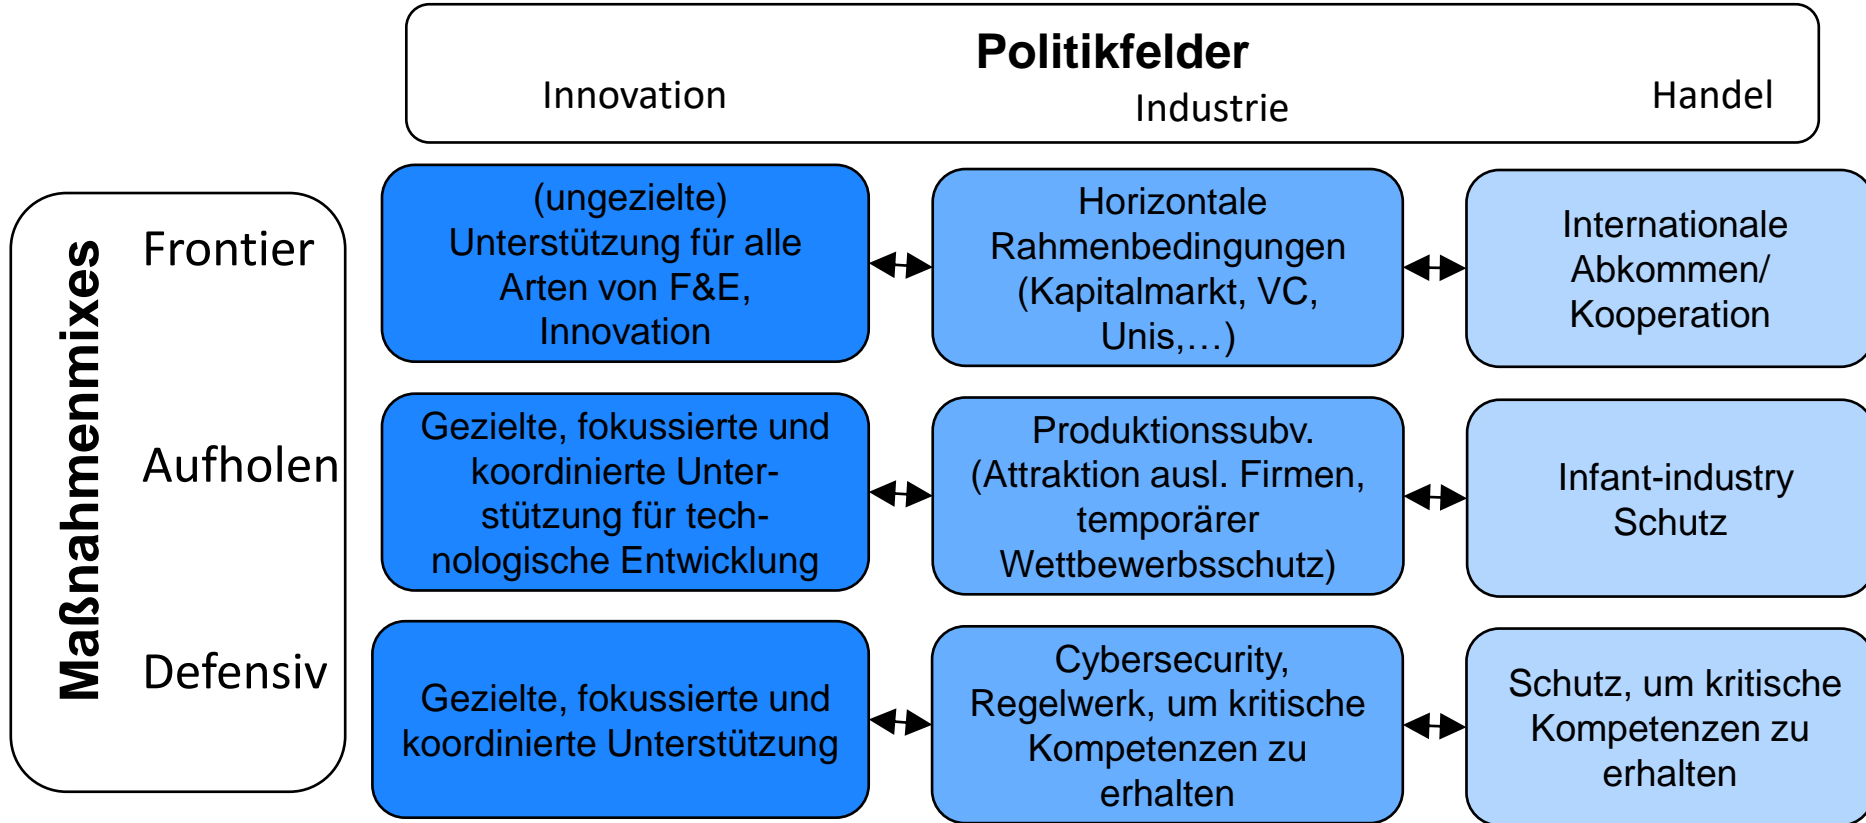 Politikfelder
Innovation
Industrie
Handel
Maßnahmenmixes
Frontier
(ungezielte)
Unterstützung für alle
Arten von F&E,
Innovation
Horizontale
Rahmenbedingungen
(Kapitalmarkt, VC,
Unis,…)
Internationale
Abkommen/
Kooperation
Aufholen
Gezielte, fokussierte und
koordinierte Unter-
stützung für tech-
nologische Entwicklung
Produktionssubv.
(Attraktion ausl. Firmen,
temporärer
Wettbewerbsschutz)
Infant-industry
Schutz
Defensiv
Gezielte, fokussierte und
koordinierte Unterstützung
Cybersecurity,
Regelwerk, um kritische
Kompetenzen zu
erhalten
Schutz, um kritische
Kompetenzen zu
erhalten